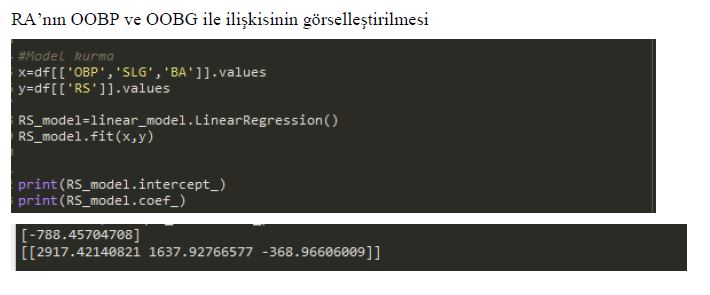 RA’nın OOBP ve OOBG ile ilişkisinin görselleştirilmesi
#Model kurma
x=df[['OBP','SLG','BA']].values
y=df[['RS']].values
RS_model=linear_model.LinearRegression()
RS_model.fit(x,y)
print(RS_model.intercept_)
print(RS_model.coef_)
[-788.45704708]
[[2917.42140821 1637.92766577 -368.96606009]]